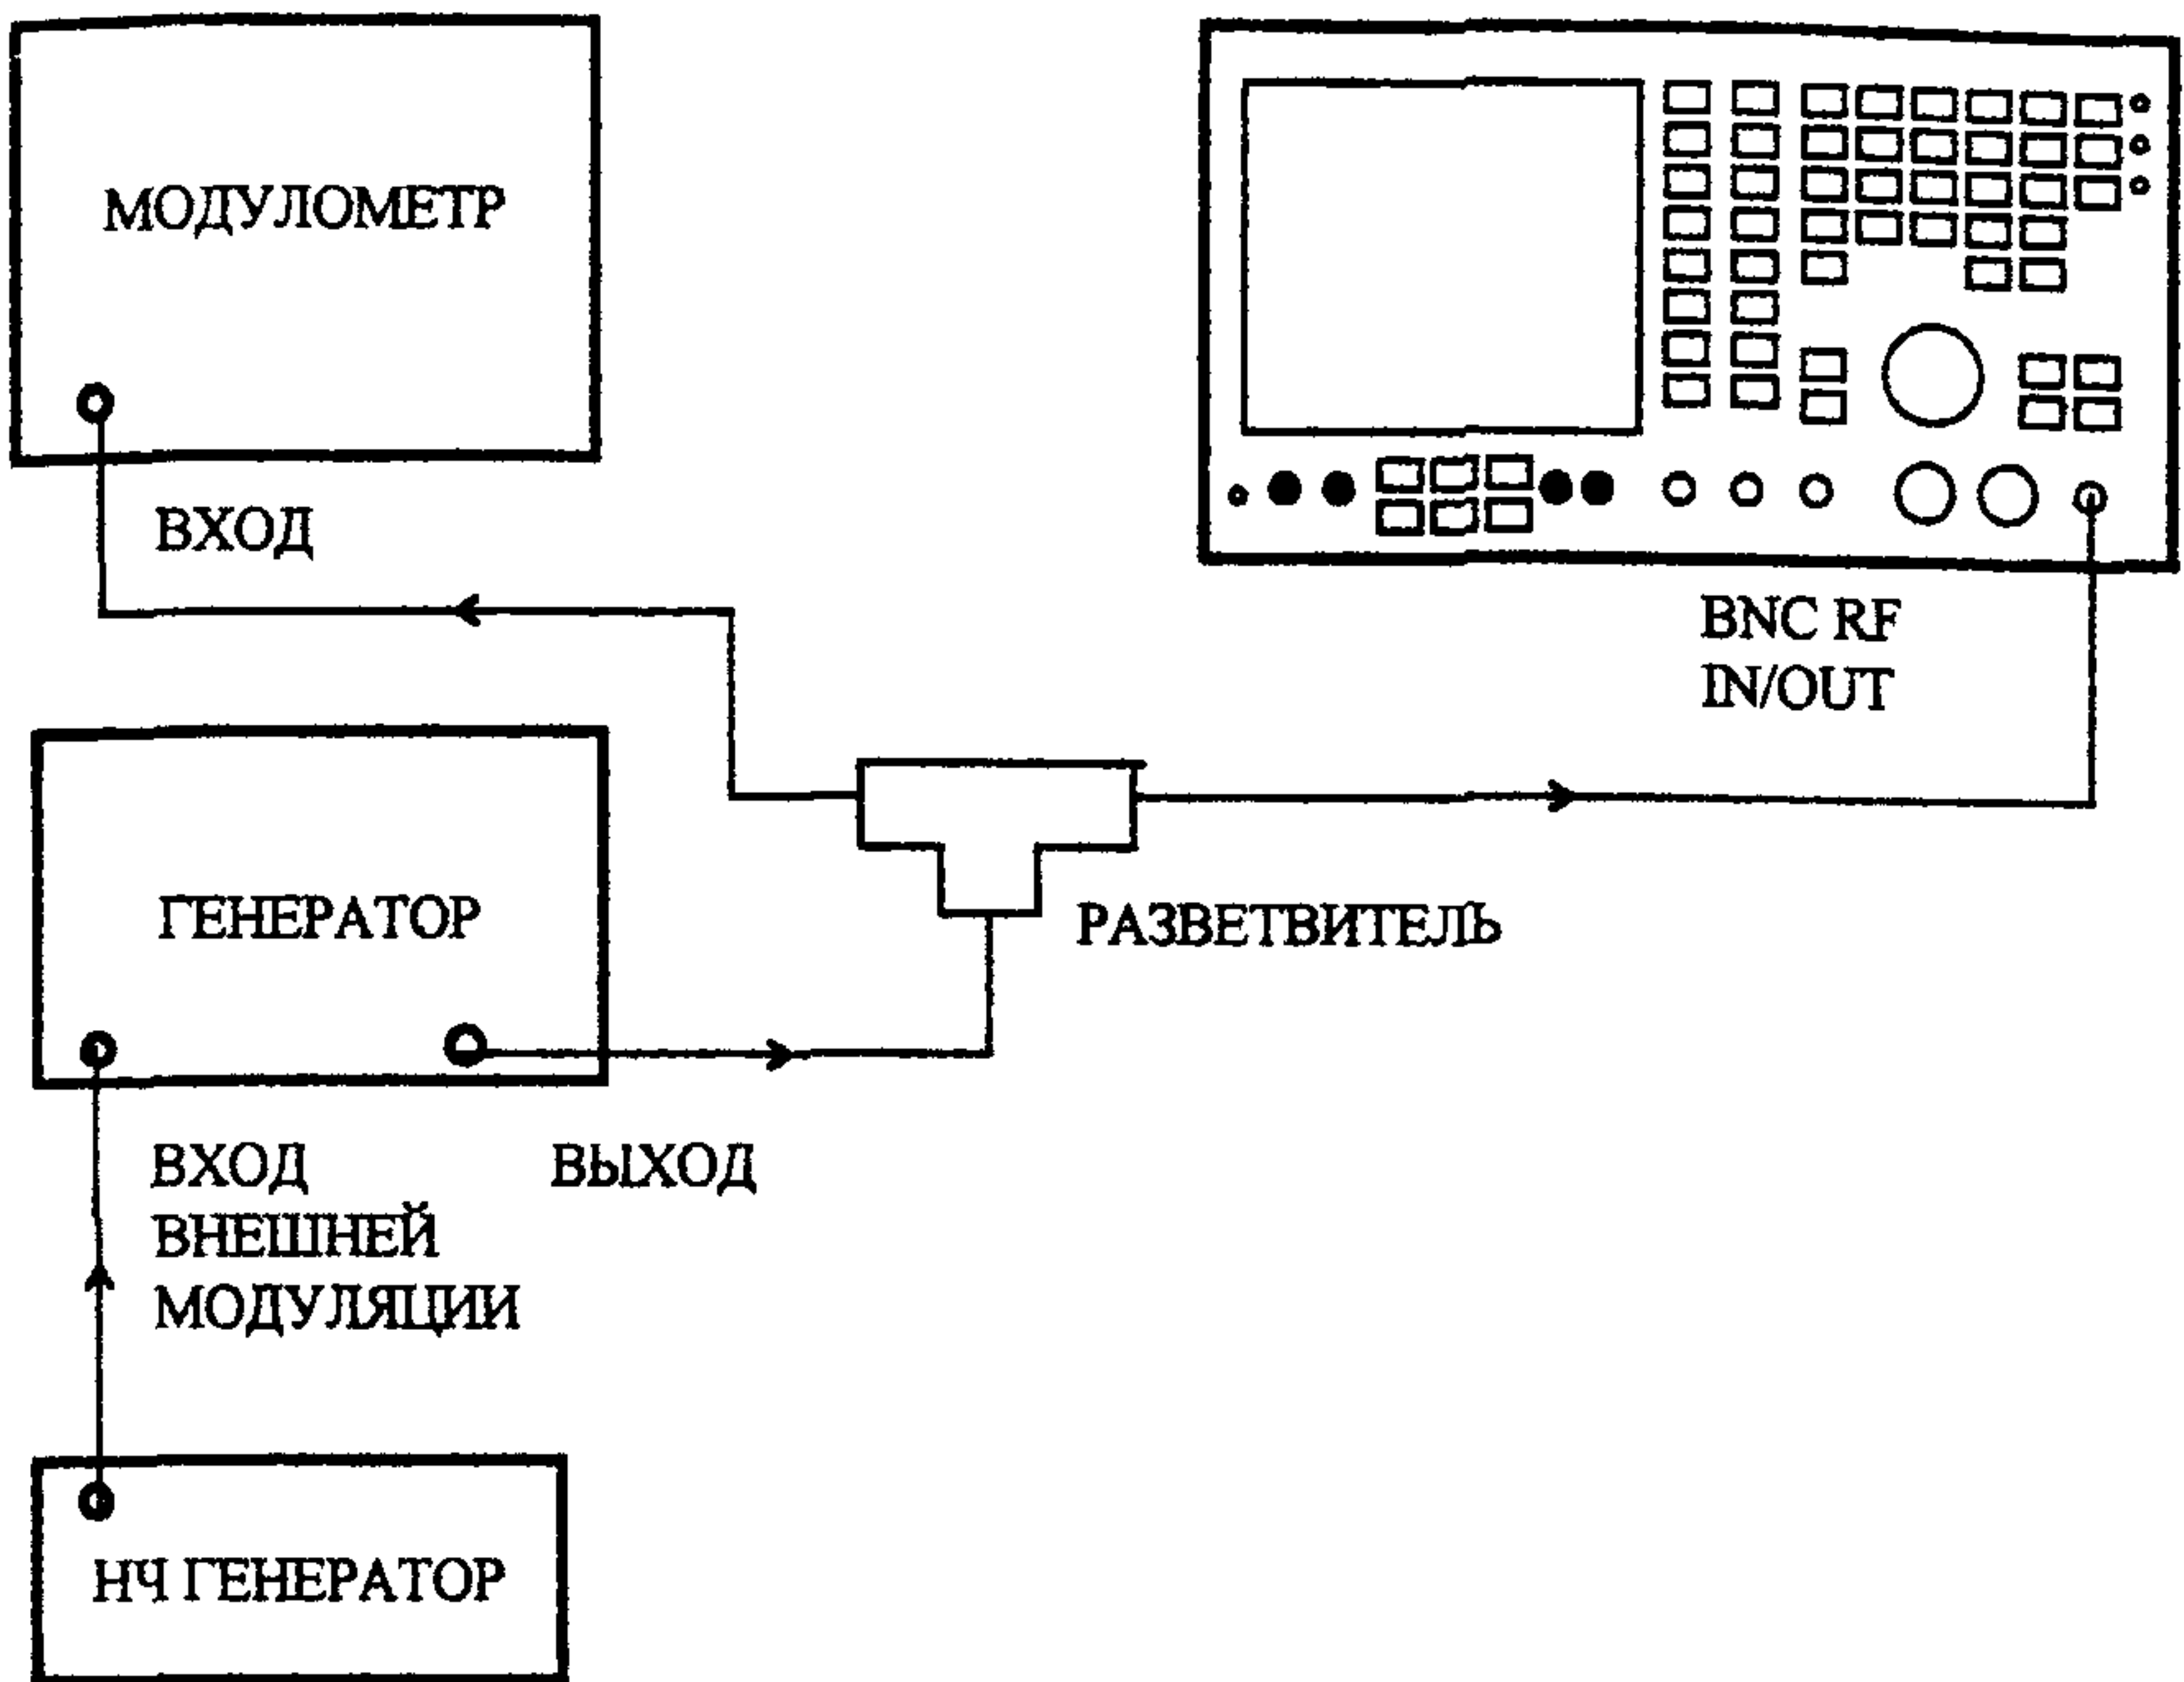 МОДУЛОМЕТР
ВХОД
BNC RF
IN/OUT
ГЕНЕРАТОР
РАЗВЕТВИТЕЛЬ
ВХОД
ВНЕШНЕЙ
МОДУЛЯЦИИ
ВЫХОД
НЧ ГЕНЕРАТОР